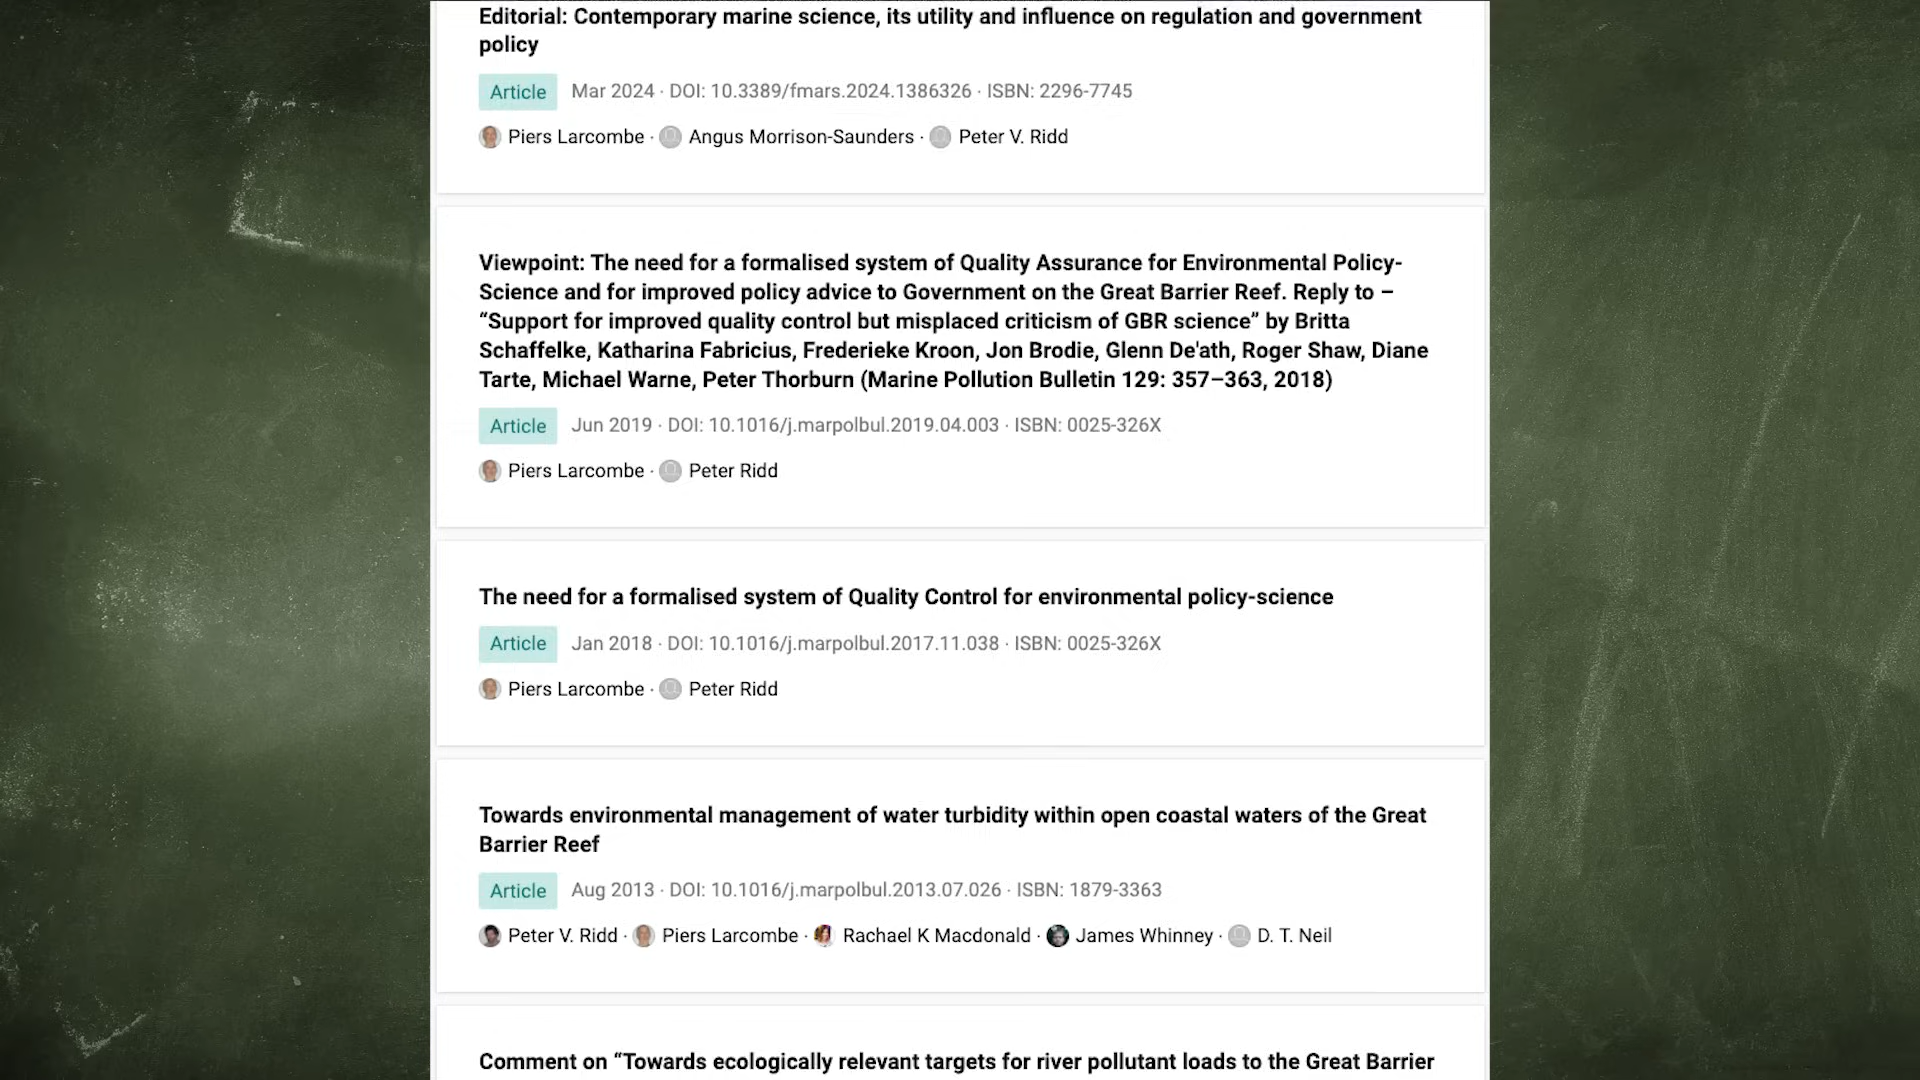 Editorial: Contemporary marine science, its utility and influence on regulation and government
policy
Article Mar 2024 · DOI: 10.3389/fmars.2024.1386326 · ISBN: 2296-7745
Piers Larcombe · Angus Morrison-Saunders · Peter V. Ridd
Viewpoint: The need for a formalised system of Quality Assurance for Environmental Policy-
Science and for improved policy advice to Government on the Great Barrier Reef. Reply to –
“Support for improved quality control but misplaced criticism of GBR science” by Britta
Schaffelke, Katharina Fabricius, Frederieke Kroon, Jon Brodie, Glenn De'ath, Roger Shaw, Diane
Tarte, Michael Warne, Peter Thorburn (Marine Pollution Bulletin 129: 357–363, 2018)
Article Jun 2019 · DOI: 10.1016/j.marpolbul.2019.04.003 · ISBN: 0025-326X
Piers Larcombe · Peter Ridd
The need for a formalised system of Quality Control for environmental policy-science
Article Jan 2018 · DOI: 10.1016/j.marpolbul.2017.11.038 · ISBN: 0025-326X
Piers Larcombe · Peter Ridd
Towards environmental management of water turbidity within open coastal waters of the Great
Barrier Reef
Article Aug 2013 · DOI: 10.1016/j.marpolbul.2013.07.026 · ISBN: 1879-3363
Peter V. Ridd · Piers Larcombe · Rachael K Macdonald · James Whinney · D. T. Neil
Comment on “Towards ecologically relevant targets for river pollutant loads to the Great Barrier